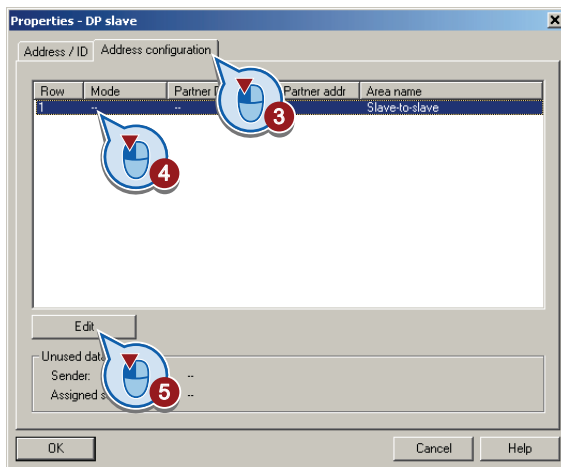 Properties - DP slave
Address / ID Address configuration
Row Mode Partner Partner addr Area name
1 -- -- Slave-to-slave
3
4
Edit
Unused
Sender: --
Assigned --
5
OK Cancel Help